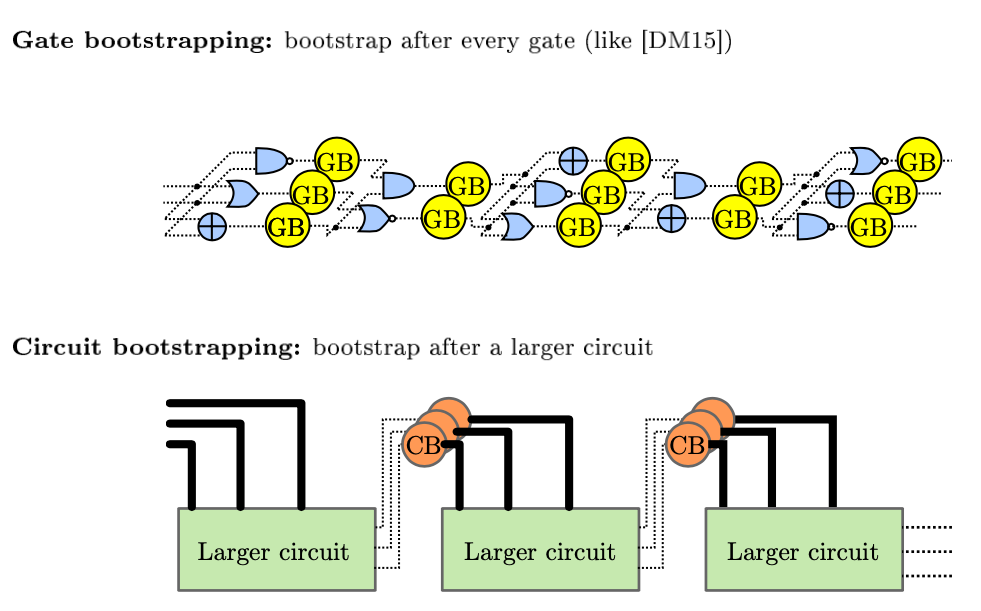 Gate bootstrapping: bootstrap after every gate (like [DM15])
GB GB GB GB GB
GB GB GB GB GB
GB GB GB
Circuit bootstrapping: bootstrap after a larger circuit
CB CB
Larger circuit Larger circuit Larger circuit